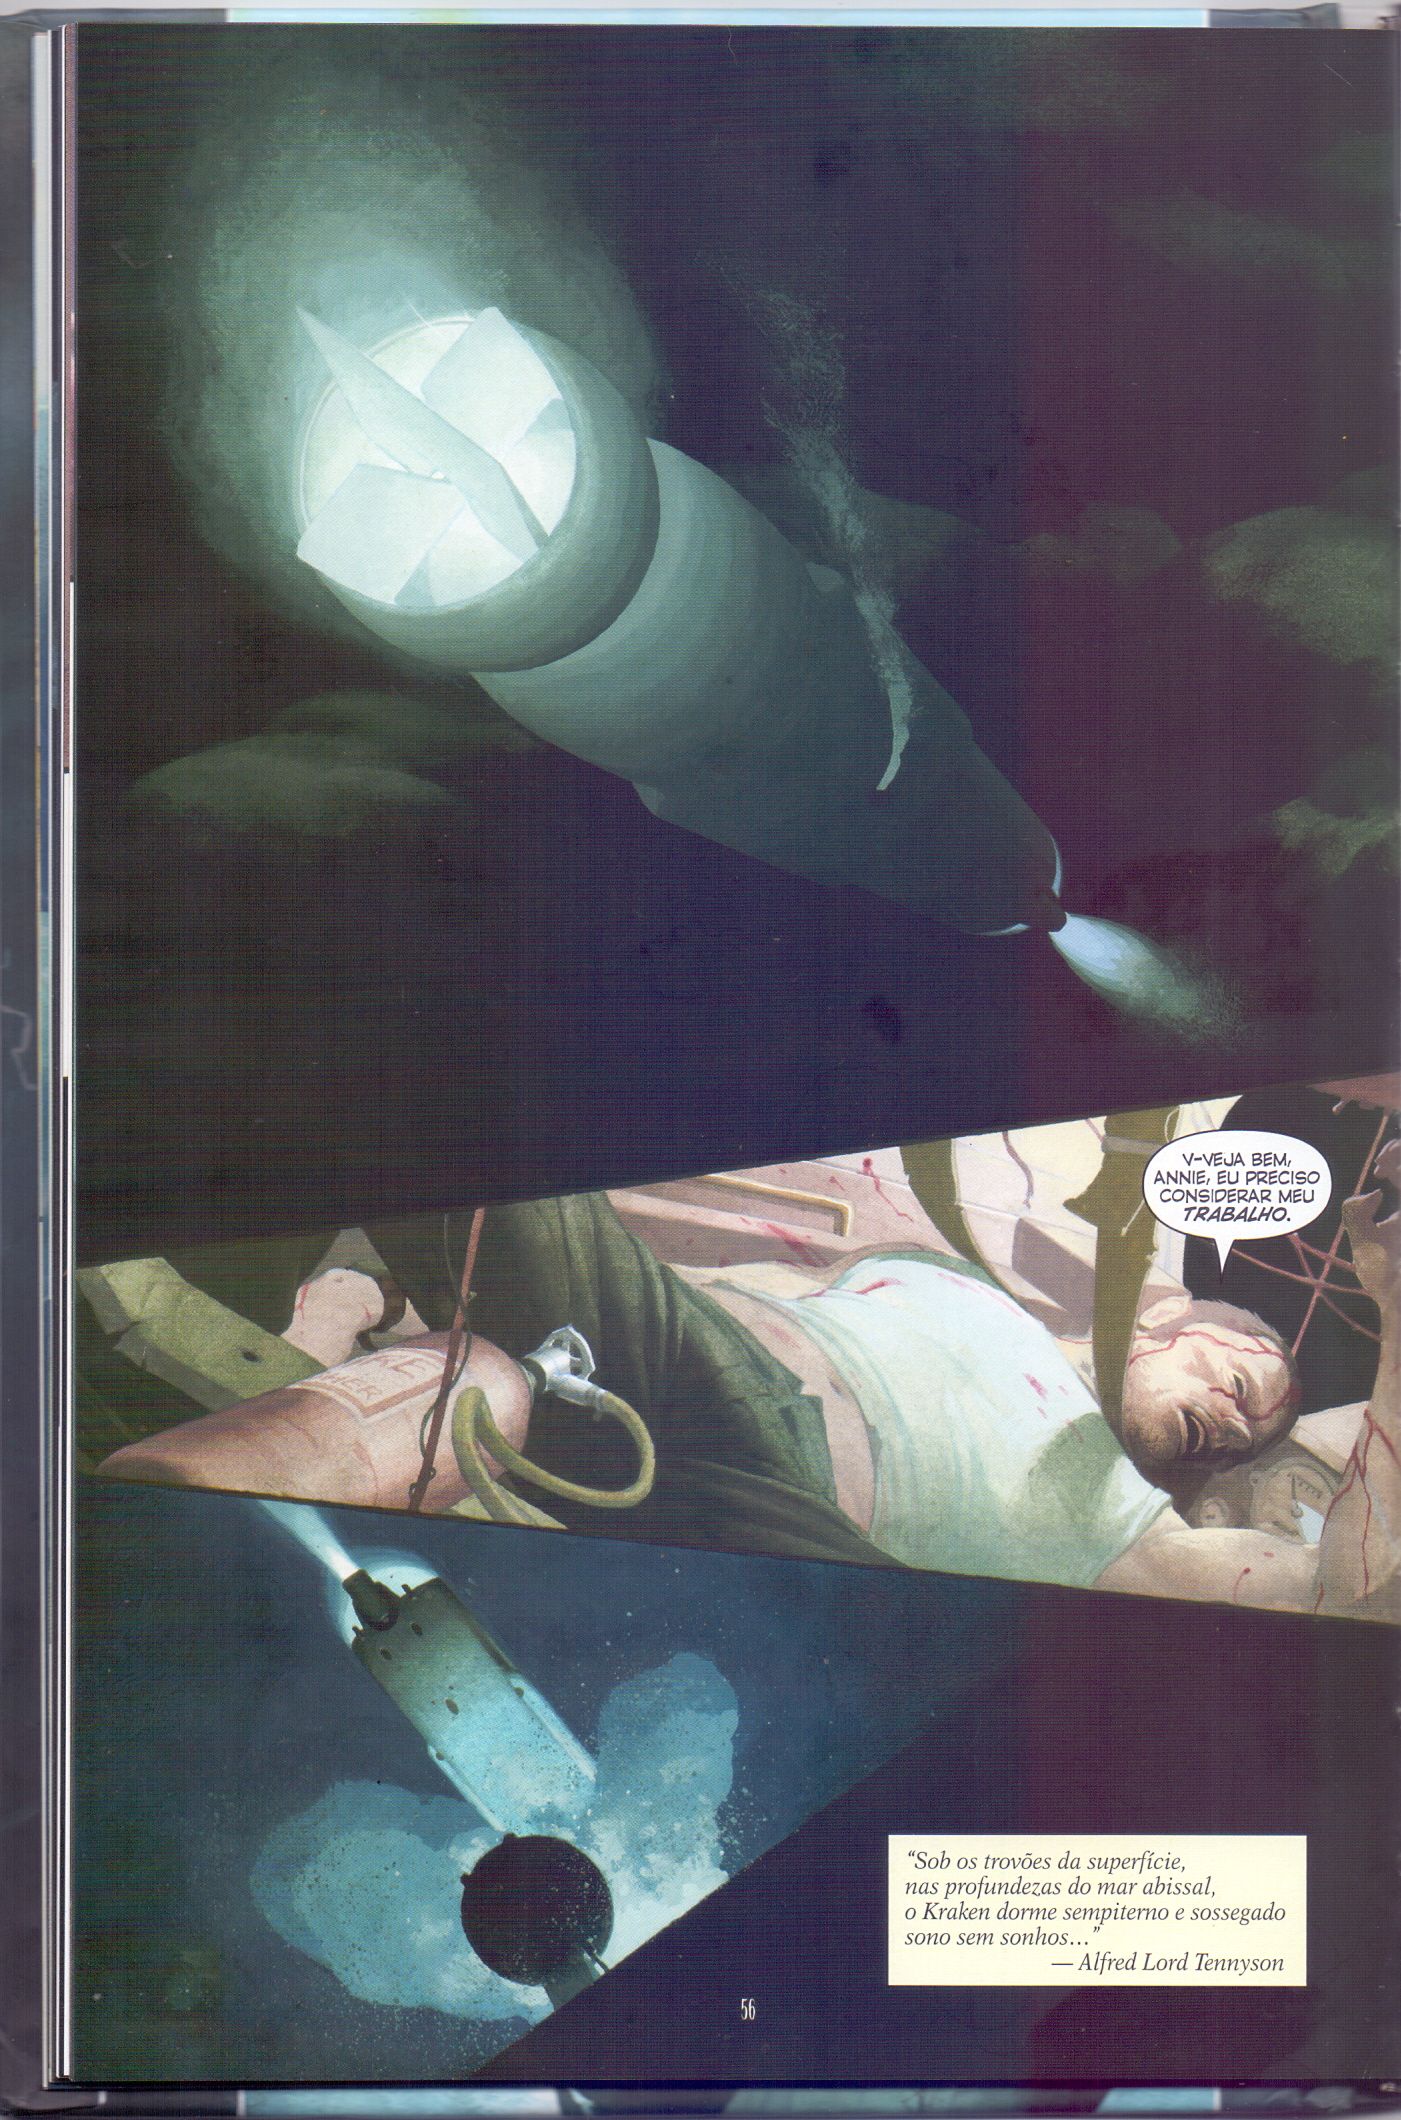 V-VEJA BEM,
ANNIE, EU PRECISO
CONSIDERAR MEU
TRABALHO.
"Sob os trovões da superfície,
nas profundezas do mar abissal,
o Kraken dorme sempiterno e sossegado
sono sem sonhos..."
— Alfred Lord Tennyson
56